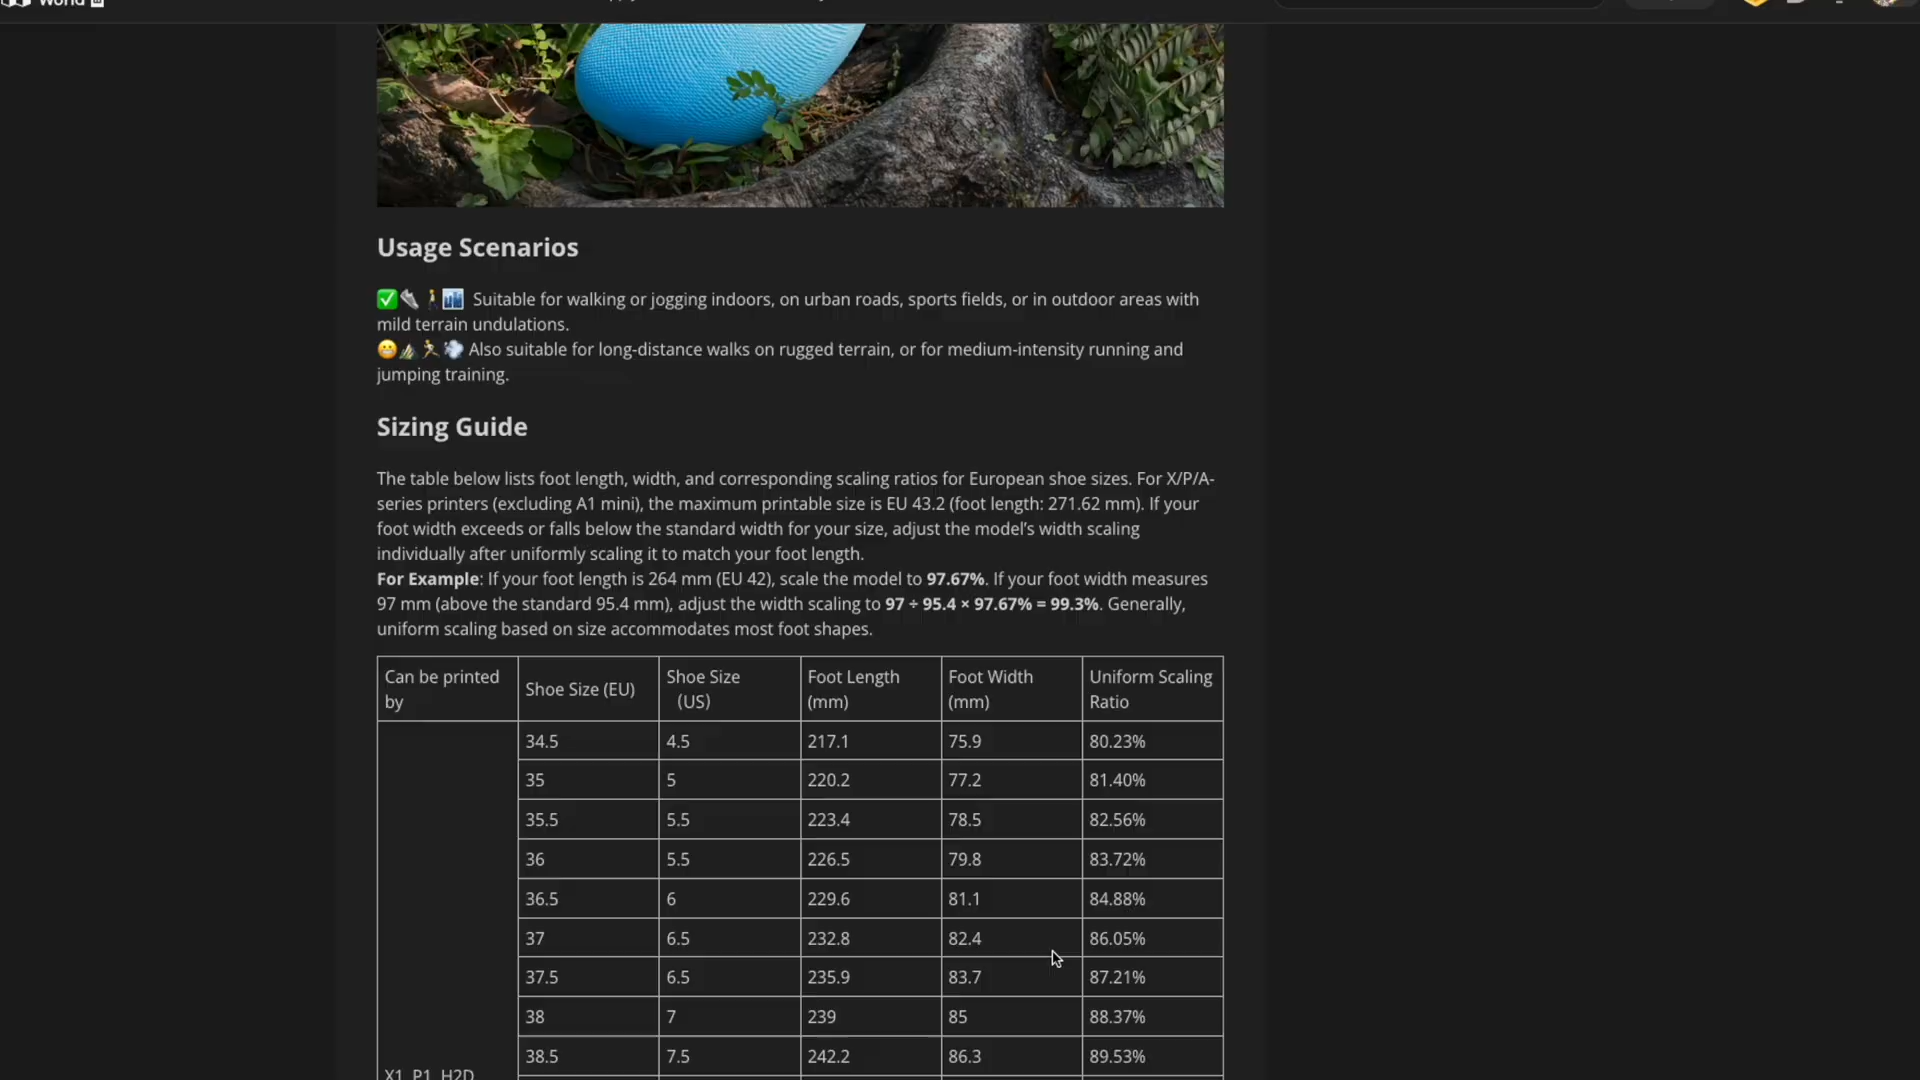 World
Usage Scenarios
✅👟🚶🏙️ Suitable for walking or jogging indoors, on urban roads, sports fields, or in outdoor areas with
mild terrain undulations.
😬⛰️🏃💨 Also suitable for long-distance walks on rugged terrain, or for medium-intensity running and
jumping training.
Sizing Guide
The table below lists foot length, width, and corresponding scaling ratios for European shoe sizes. For X/P/A-
series printers (excluding A1 mini), the maximum printable size is EU 43.2 (foot length: 271.62 mm). If your
foot width exceeds or falls below the standard width for your size, adjust the model's width scaling
individually after uniformly scaling it to match your foot length.
For Example: If your foot length is 264 mm (EU 42), scale the model to 97.67%. If your foot width measures
97 mm (above the standard 95.4 mm), adjust the width scaling to 97 ÷ 95.4 × 97.67% = 99.3%. Generally,
uniform scaling based on size accommodates most foot shapes.
Can be printed by Shoe Size (EU) Shoe Size (US) Foot Length (mm) Foot Width (mm) Uniform Scaling Ratio
34.5 4.5 217.1 75.9 80.23%
35 5 220.2 77.2 81.40%
35.5 5.5 223.4 78.5 82.56%
36 5.5 226.5 79.8 83.72%
36.5 6 229.6 81.1 84.88%
37 6.5 232.8 82.4 86.05%
37.5 6.5 235.9 83.7 87.21%
38 7 239 85 88.37%
38.5 7.5 242.2 86.3 89.53%
X1, P1, H2D